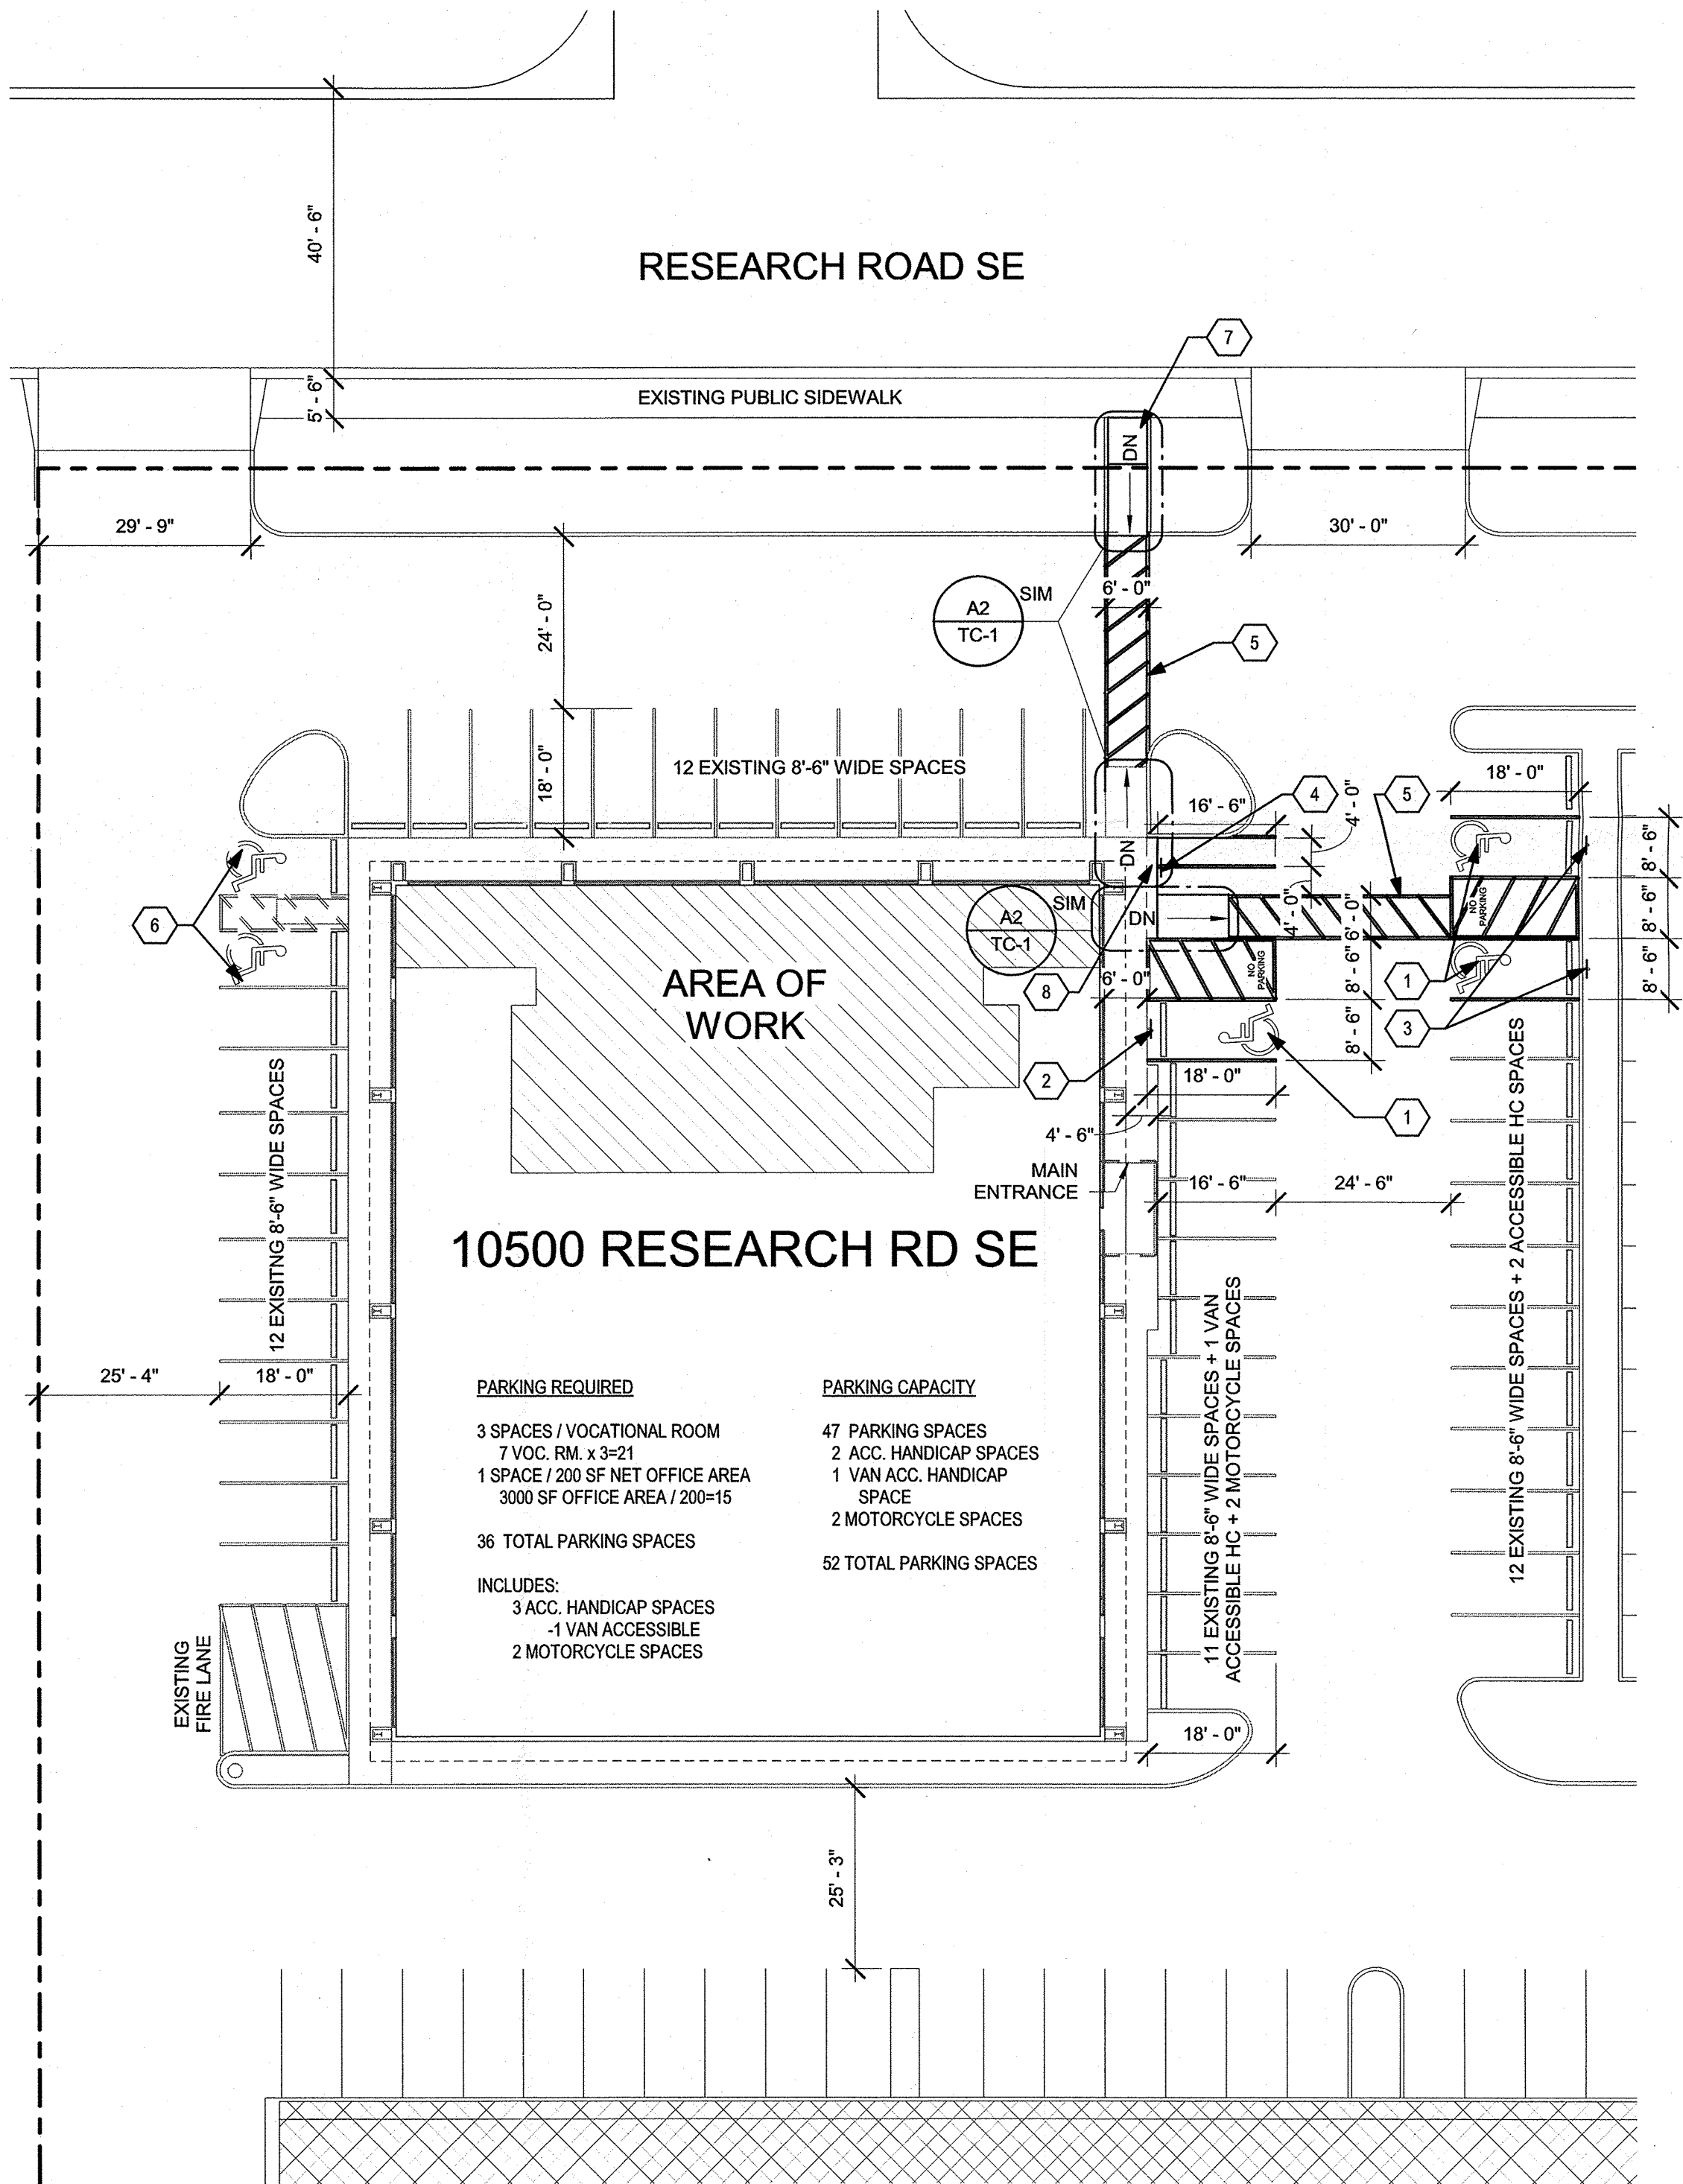 40' - 6"
RESEARCH ROAD SE
7
5' - 6"
EXISTING PUBLIC SIDEWALK
DN
29' - 9"
30' - 0"
24' - 0"
A2
TC-1
SIM
6' - 0"
5
18' - 0"
12 EXISTING 8'-6" WIDE SPACES
16' - 6"
4
4' - 0"
5
18' - 0"
8' - 6"
8' - 6"
8' - 6"
6
DN
A2
TC-1
SIM
DN
4' - 0"
6' - 0"
NO
PARKING
NO
PARKING
AREA OF
WORK
6' - 0"
8
8' - 6"
8' - 6"
1
3
2
18' - 0"
1
4' - 6"
MAIN
ENTRANCE
16' - 6"
24' - 6"
12 EXISITNG 8'-6" WIDE SPACES
10500 RESEARCH RD SE
11 EXISTING 8'-6" WIDE SPACES + 1 VAN
ACCESSIBLE HC + 2 MOTORCYCLE SPACES
12 EXISTING 8'-6" WIDE SPACES + 2 ACCESSIBLE HC SPACES
25' - 4"
18' - 0"
PARKING REQUIRED
3 SPACES / VOCATIONAL ROOM
7 VOC. RM. x 3=21
1 SPACE / 200 SF NET OFFICE AREA
3000 SF OFFICE AREA / 200=15
36 TOTAL PARKING SPACES
INCLUDES:
3 ACC. HANDICAP SPACES
-1 VAN ACCESSIBLE
2 MOTORCYCLE SPACES
PARKING CAPACITY
47 PARKING SPACES
2 ACC. HANDICAP SPACES
1 VAN ACC. HANDICAP
SPACE
2 MOTORCYCLE SPACES
52 TOTAL PARKING SPACES
EXISTING
FIRE LANE
18' - 0"
25' - 3"